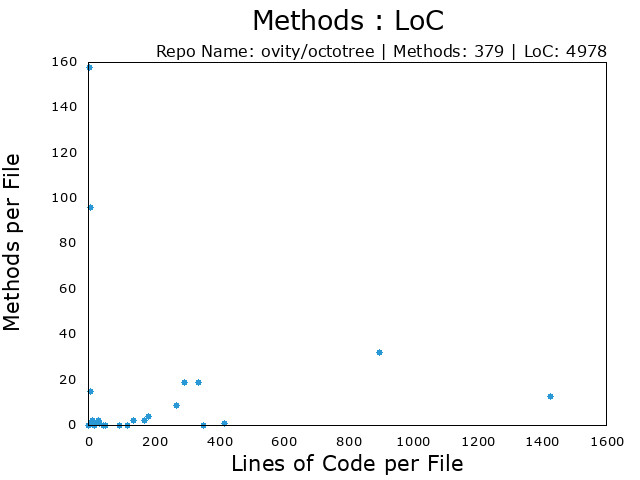 Methods : LoC
Repo Name: ovity/octotree | Methods: 379 | LoC: 4978
160
140
120
100
80
60
40
20
0
Methods per File
0 200 400 600 800 1000 1200 1400 1600
Lines of Code per File